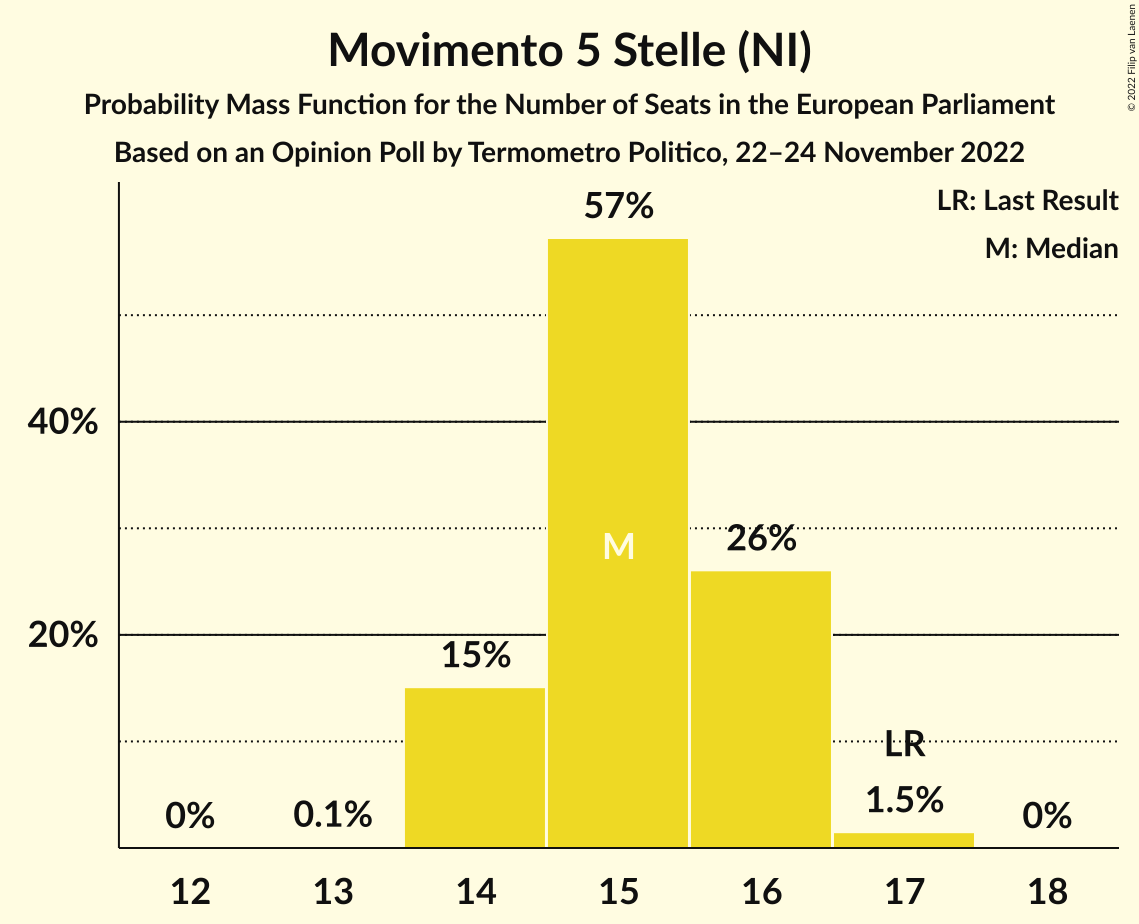 Movimento 5 Stelle (NI)
Probability Mass Function for the Number of Seats in the European Parliament
Based on an Opinion Poll by Termometro Politico, 22–24 November 2022
© 2022 Filip van Laenen
LR: Last Result
M: Median
57%
40%
26%
M
20%
15%
LR
1.5%
0%
0.1%
0%
12 13 14 15 16 17 18